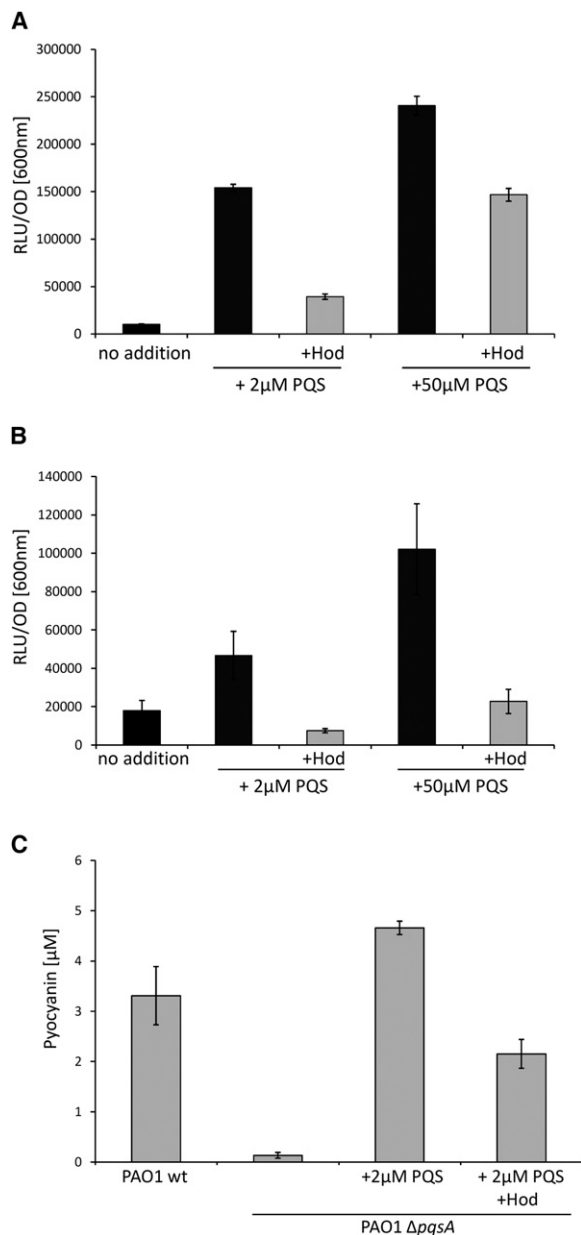 A
RLU/OD [600nm]
300000
250000
200000
150000
100000
50000
0
no addition
+Hod
+Hod
+ 2µM PQS
+50µM PQS
B
RLU/OD [600nm]
140000
120000
100000
80000
60000
40000
20000
0
no addition
+Hod
+Hod
+ 2µM PQS
+50µM PQS
C
Pyocyanin [µM]
6
5
4
3
2
1
0
PAO1 wt
+2µM PQS
+ 2µM PQS
+Hod
PAO1 ΔpqsA